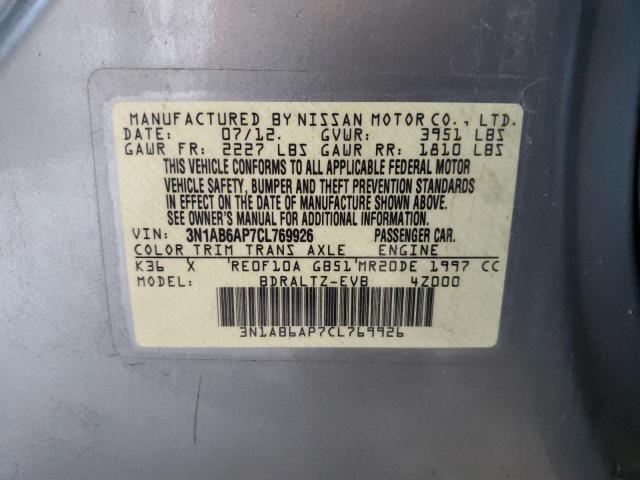 MANUFACTURED BY NISSAN MOTOR CO., LTD.
DATE: 07/12. GVWR: 3951 LBS
GAWR FR: 2227 LBS GAWR RR: 1810 LBS
THIS VEHICLE CONFORMS TO ALL APPLICABLE FEDERAL MOTOR
VEHICLE SAFETY, BUMPER AND THEFT PREVENTION STANDARDS
IN EFFECT ON THE DATE OF MANUFACTURE SHOWN ABOVE.
SEE OWNER'S MANUAL FOR ADDITIONAL INFORMATION.
VIN: 3N1AB6AP7CL769926 PASSENGER CAR.
COLOR TRIM TRANS AXLE ENGINE
K36 X RE0F10A GB51 MR20DE 1997 CC
MODEL: BDRALTZ-EVB 4Z000
3N1AB6AP7CL769926